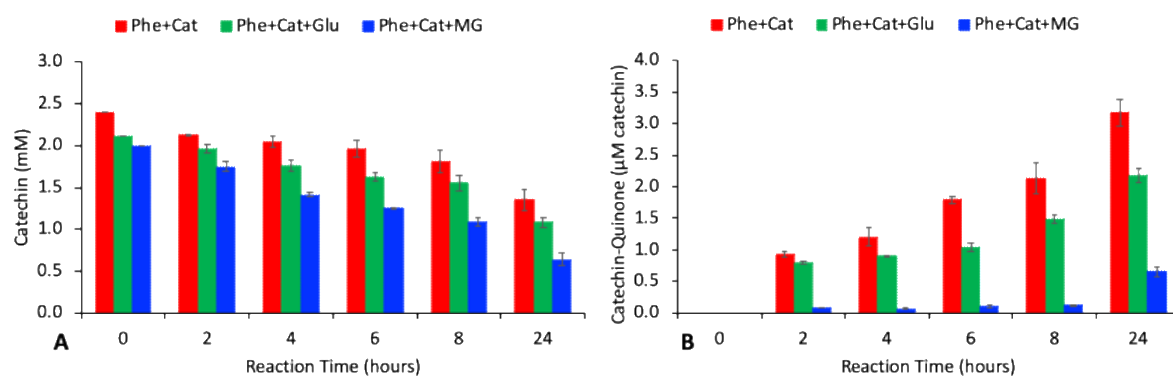 Phe+Cat Phe+Cat+Glu Phe+Cat+MG
3.0
2.5
2.0
1.5
1.0
0.5
0.0
Catechin (mM)
0 2 4 6 8 24
A
Reaction Time (hours)
Phe+Cat Phe+Cat+Glu Phe+Cat+MG
4.0
3.5
3.0
2.5
2.0
1.5
1.0
0.5
0.0
Catechin-Quinone (µM catechin)
0 2 4 6 8 24
B
Reaction Time (hours)